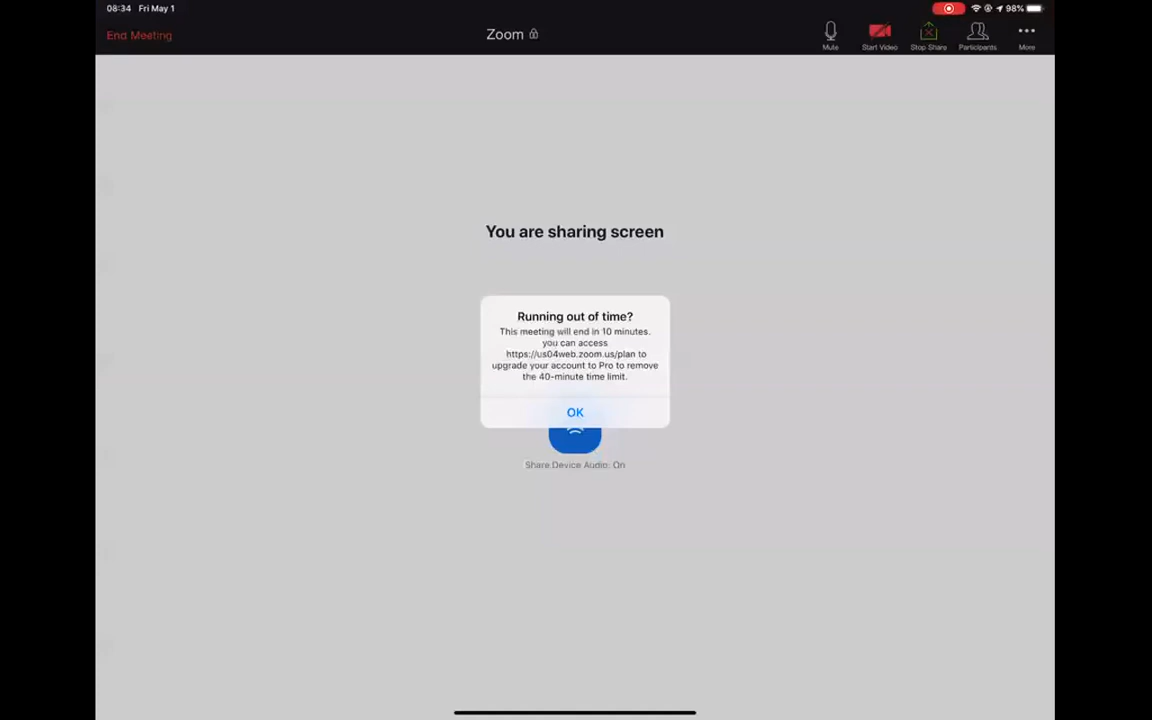 08:34 Fri May 1
98%
End Meeting
Zoom
Mute
Start Video
Stop Share
Participants
More
You are sharing screen
Running out of time?
This meeting will end in 10 minutes.
you can access
https://us04web.zoom.us/plan to
upgrade your account to Pro to remove
the 40-minute time limit.
OK
Share Device Audio: On